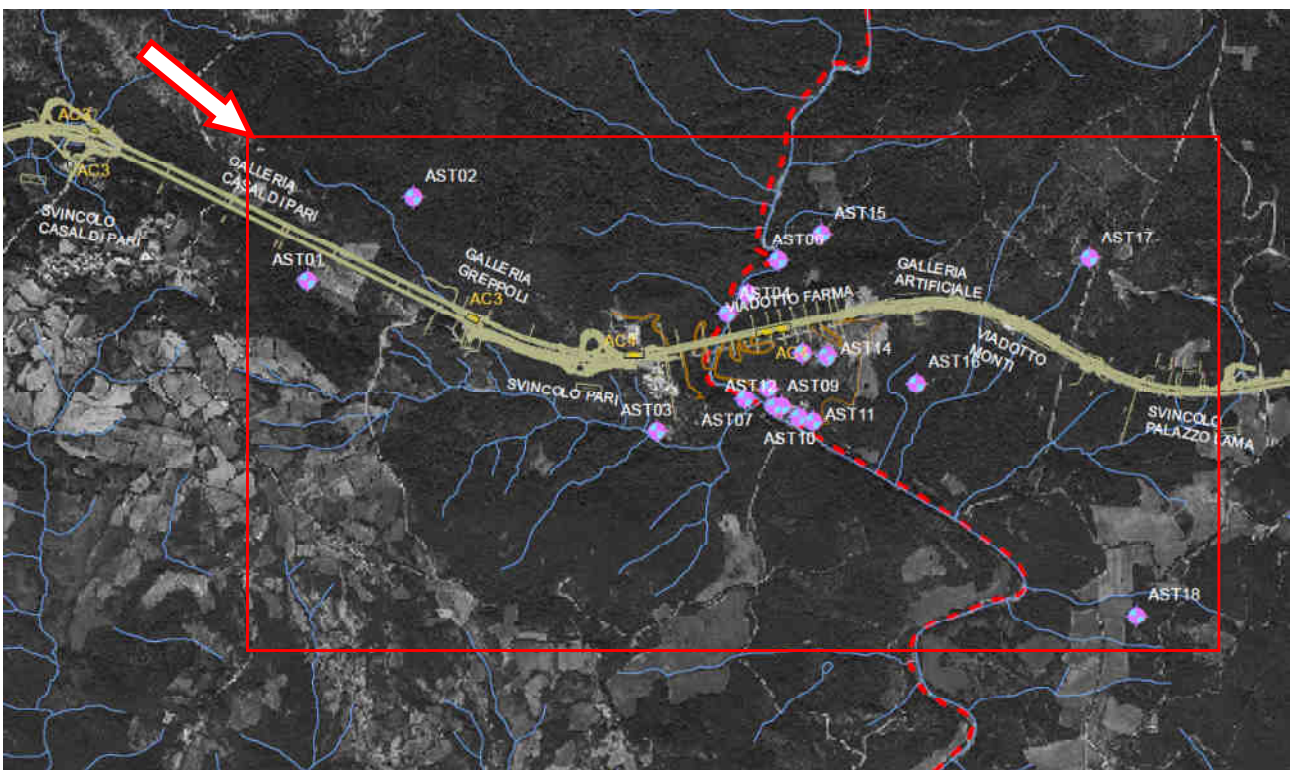 AC3
AC3
SVINCOLO
CASALDI PARI
GALLERIA
CASALDI PARI
AST01
AST02
GALLERIA
GREPPOLI
AC3
SVINCOLO PARI
AC4
AST03
AST15
AST06
AST04
VIADOTTO FARMA
GALLERIA
ARTIFICIALE
AST17
AST14
VIADOTTO
MONTI
AST16
AST12
AST09
AST07
AST11
AST10
SVINCOLO
PALAZZO LAMA
AST18